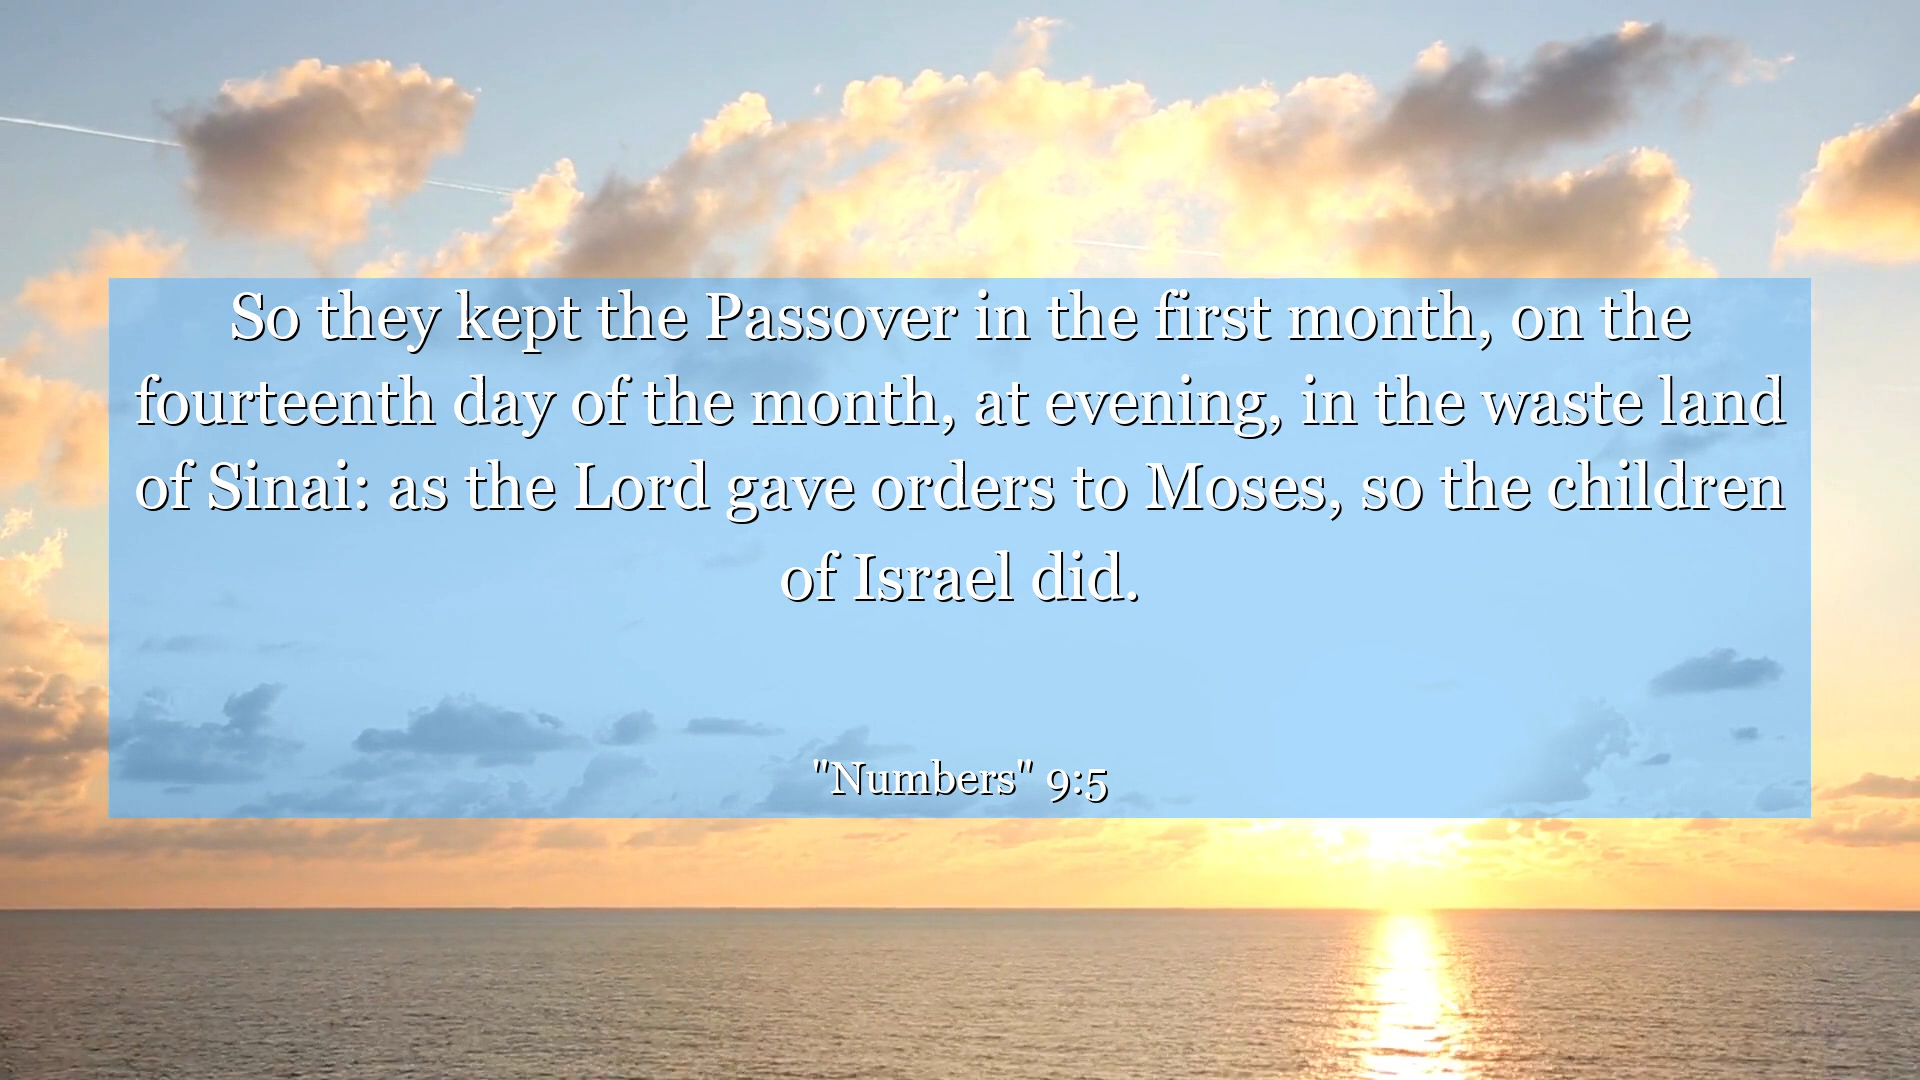 So they kept the Passover in the first month, on the
fourteenth day of the month, at evening, in the waste land
of Sinai: as the Lord gave orders to Moses, so the children
of Israel did.
"Numbers" 9:5